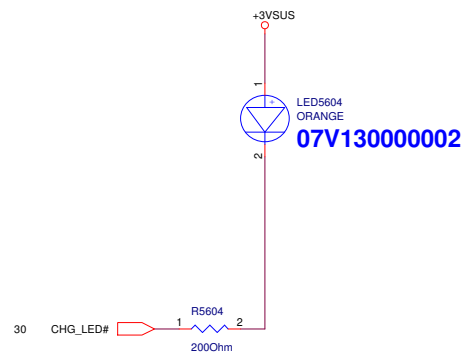 +3VSUS
1
+
LED5604
ORANGE
07V130000002
2
R5604
30 CHG_LED# 1 2
200Ohm